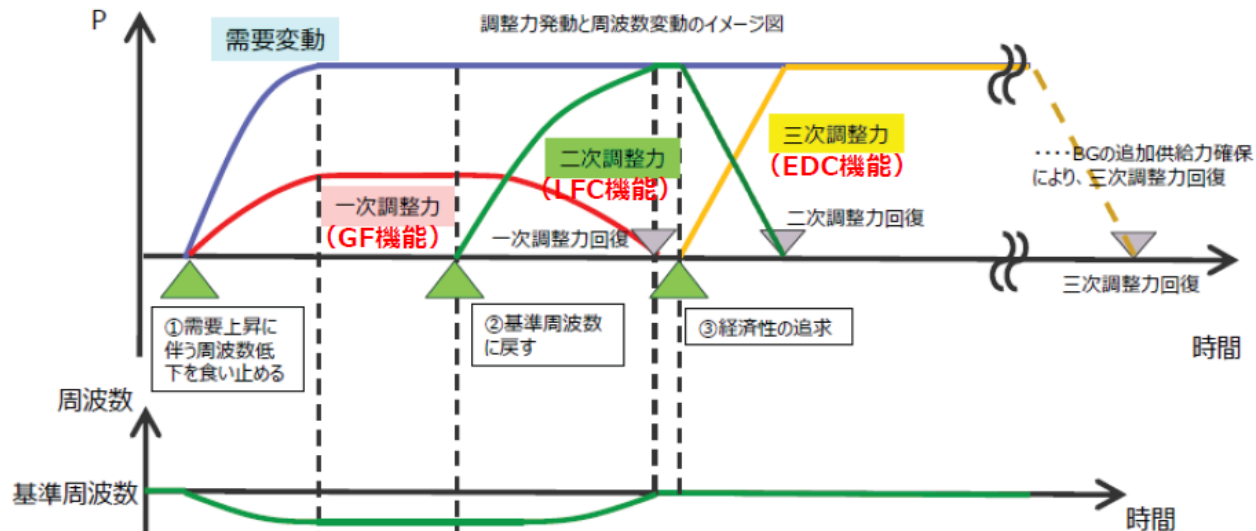 調整力発動と周波数変動のイメージ図
P
需要変動
三次調整力
（EDC機能）
二次調整力
（LFC機能）
一次調整力
（GF機能）
････BGの追加供給力確保
により、三次調整力回復
二次調整力回復
一次調整力回復
三次調整力回復
①需要上昇に
伴う周波数低
下を食い止める
②基準周波数
に戻す
③経済性の追求
時間
周波数
基準周波数
時間